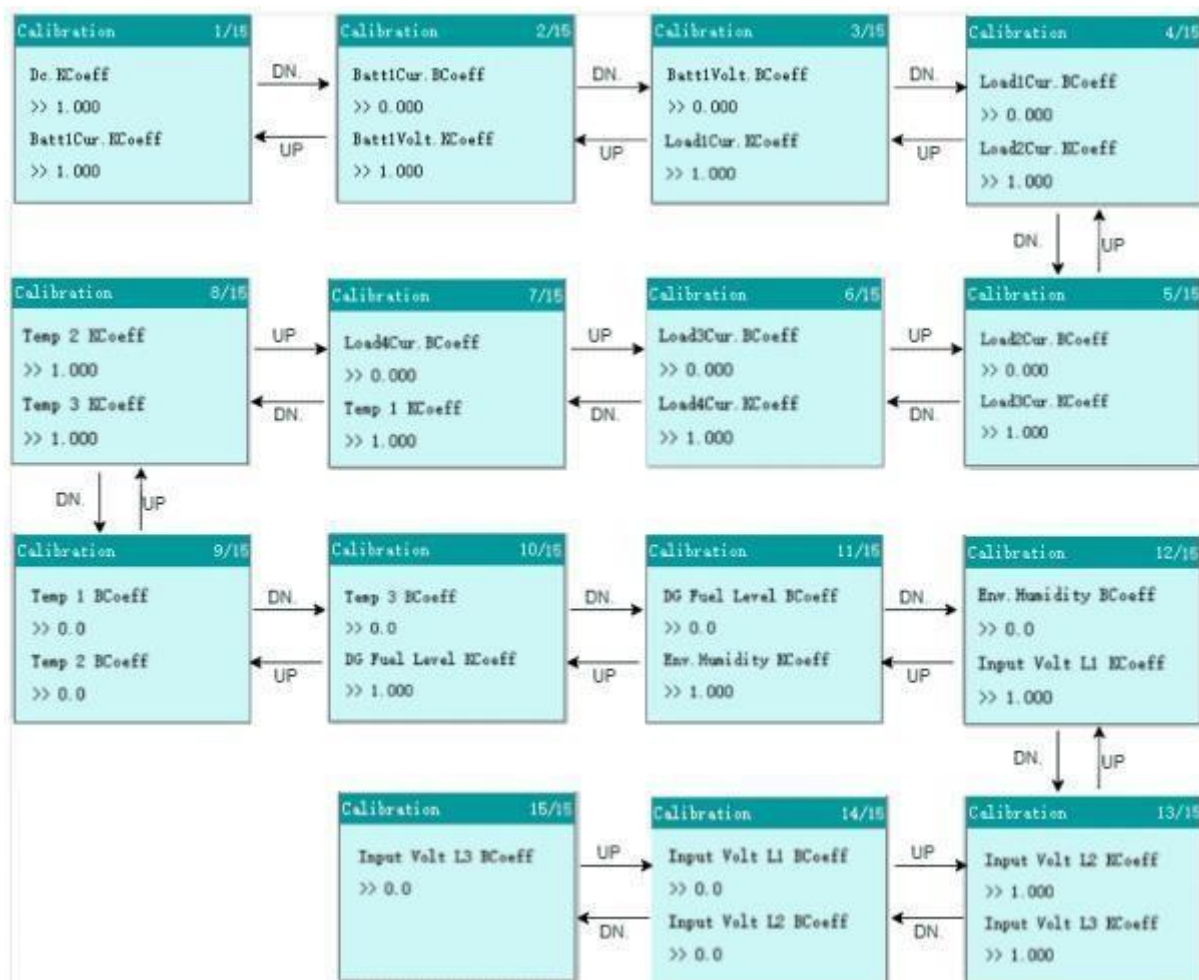 Calibration 1/15
Dc.KCoeff
>> 1.000
Batt1Cur.KCoeff
>> 1.000
DN.
UP
Calibration 2/15
Batt1Cur.BCoeff
>> 0.000
Batt1Volt.KCoeff
>> 1.000
DN.
UP
Calibration 3/15
Batt1Volt.BCoeff
>> 0.000
Load1Cur.KCoeff
>> 1.000
DN.
UP
Calibration 4/15
Load1Cur.BCoeff
>> 0.000
Load2Cur.KCoeff
>> 1.000
DN.
UP
Calibration 8/15
Temp 2 KCoeff
>> 1.000
Temp 3 KCoeff
>> 1.000
UP
DN.
Calibration 7/15
Load4Cur.BCoeff
>> 0.000
Temp 1 KCoeff
>> 1.000
UP
DN.
Calibration 6/15
Load3Cur.BCoeff
>> 0.000
Load4Cur.KCoeff
>> 1.000
UP
DN.
Calibration 5/15
Load2Cur.BCoeff
>> 0.000
Load3Cur.KCoeff
>> 1.000
DN.
UP
Calibration 9/15
Temp 1 BCoeff
>> 0.0
Temp 2 BCoeff
>> 0.0
DN.
UP
Calibration 10/15
Temp 3 BCoeff
>> 0.0
DG Fuel Level KCoeff
>> 1.000
DN.
UP
Calibration 11/15
DG Fuel Level BCoeff
>> 0.0
Env.Humidity KCoeff
>> 1.000
DN.
UP
Calibration 12/15
Env.Humidity BCoeff
>> 0.0
Input Volt L1 KCoeff
>> 1.000
DN.
UP
Calibration 15/15
Input Volt L3 BCoeff
>> 0.0
UP
DN.
Calibration 14/15
Input Volt L1 BCoeff
>> 0.0
Input Volt L2 BCoeff
>> 0.0
UP
DN.
Calibration 13/15
Input Volt L2 KCoeff
>> 1.000
Input Volt L3 KCoeff
>> 1.000